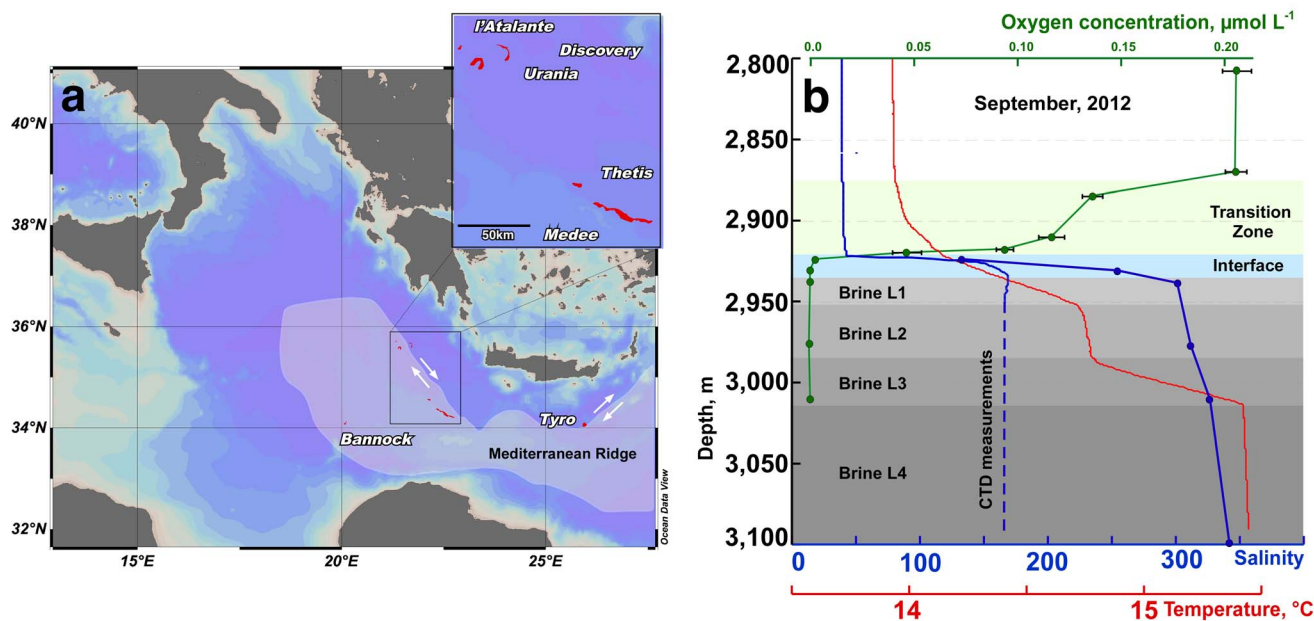 a
l'Atalante
Discovery
Urania
Thetis
Medee
50km
40°N
38°N
36°N
34°N
32°N
15°E
20°E
25°E
Bannock
Tyro
Mediterranean Ridge
Ocean Data View
b
Oxygen concentration, µmol L-1
0.0 0.05 0.10 0.15 0.20
September, 2012
Depth, m
2,800
2,850
2,900
2,950
3,000
3,050
3,100
Transition
Zone
Interface
Brine L1
Brine L2
Brine L3
Brine L4
CTD measurements
0 100 200 300 Salinity
14 15 Temperature, °C